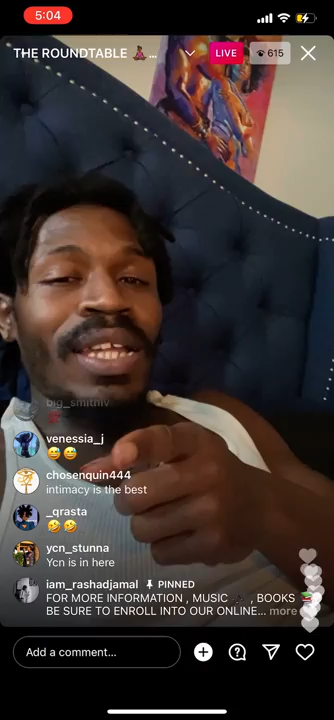 5:04
THE ROUNDTABLE 🧘🏾‍♀️...
LIVE
615
big_smithlv
💯
venessia_j
😅😅
chosenquin444
intimacy is the best
_qrasta
🤣🤣
ycn_stunna
Ycn is in here
iam_rashadjamal PINNED
FOR MORE INFORMATION , MUSIC 🎶 , BOOKS 📚
BE SURE TO ENROLL INTO OUR ONLINE... more
Add a comment...